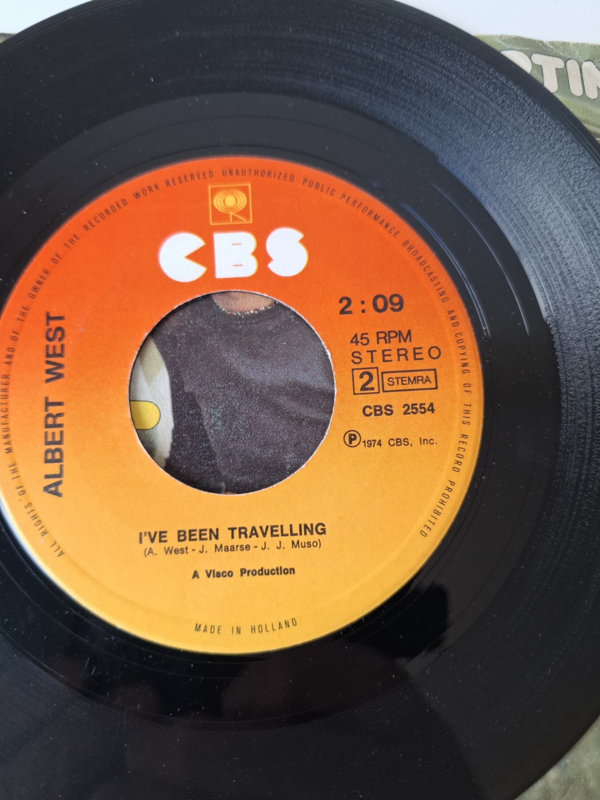 ALL RIGHTS OF THE MANUFACTURER AND OF THE OWNER OF THE RECORDED WORK RESERVED UNAUTHORIZED PUBLIC PERFORMANCE BROADCASTING AND COPYING OF THIS RECORD PROHIBITED
CBS
ALBERT WEST
2:09
45 RPM
STEREO
2 STEMRA
CBS 2554
Ⓟ 1974 CBS, Inc.
I'VE BEEN TRAVELLING
(A. West - J. Maarse - J. J. Muso)
A Visco Production
MADE IN HOLLAND